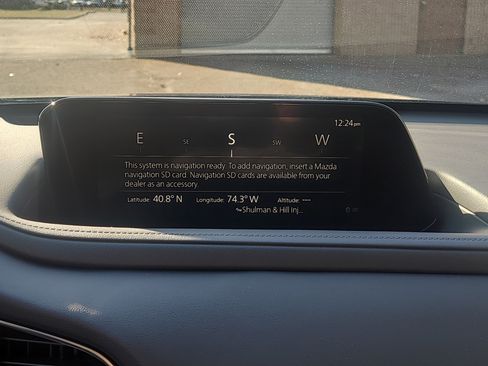 12:24pm
E SE S SW W
This system is navigation ready. To add navigation, insert a Mazda
navigation SD card. Navigation SD cards are available from your
dealer as an accessory.
Latitude: 40.8° N Longitude: 74.3° W Altitude: ---
Shulman & Hill Inj...